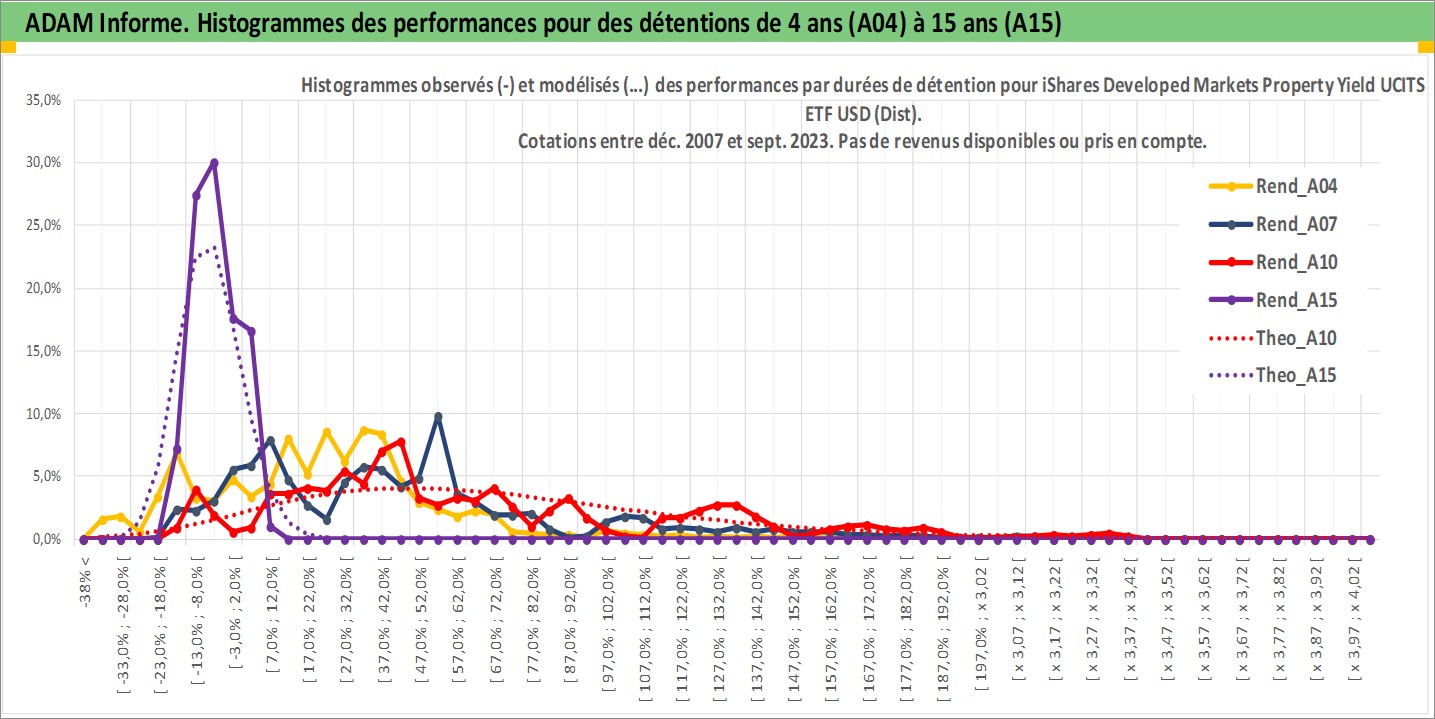 ADAM Informe. Histogrammes des performances pour des détentions de 4 ans (A04) à 15 ans (A15)
Histogrammes observés (-) et modélisés (...) des performances par durées de détention pour iShares Developed Markets Property Yield UCITS
ETF USD (Dist).
Cotations entre déc. 2007 et sept. 2023. Pas de revenus disponibles ou pris en compte.
35,0%
30,0%
25,0%
20,0%
15,0%
10,0%
5,0%
0,0%
Rend_A04
Rend_A07
Rend_A10
Rend_A15
Theo_A10
Theo_A15
-38% <
[ -33,0% ; -28,0% [
[ -23,0% ; -18,0% [
[ -13,0% ; -8,0% [
[ -3,0% ; 2,0% [
[ 7,0% ; 12,0% [
[ 17,0% ; 22,0% [
[ 27,0% ; 32,0% [
[ 37,0% ; 42,0% [
[ 47,0% ; 52,0% [
[ 57,0% ; 62,0% [
[ 67,0% ; 72,0% [
[ 77,0% ; 82,0% [
[ 87,0% ; 92,0% [
[ 97,0% ; 102,0% [
[ 107,0% ; 112,0% [
[ 117,0% ; 122,0% [
[ 127,0% ; 132,0% [
[ 137,0% ; 142,0% [
[ 147,0% ; 152,0% [
[ 157,0% ; 162,0% [
[ 167,0% ; 172,0% [
[ 177,0% ; 182,0% [
[ 187,0% ; 192,0% [
[ 197,0% ; x 3,02 [
[ x 3,07 ; x 3,12 [
[ x 3,17 ; x 3,22 [
[ x 3,27 ; x 3,32 [
[ x 3,37 ; x 3,42 [
[ x 3,47 ; x 3,52 [
[ x 3,57 ; x 3,62 [
[ x 3,67 ; x 3,72 [
[ x 3,77 ; x 3,82 [
[ x 3,87 ; x 3,92 [
[ x 3,97 ; x 4,02 [